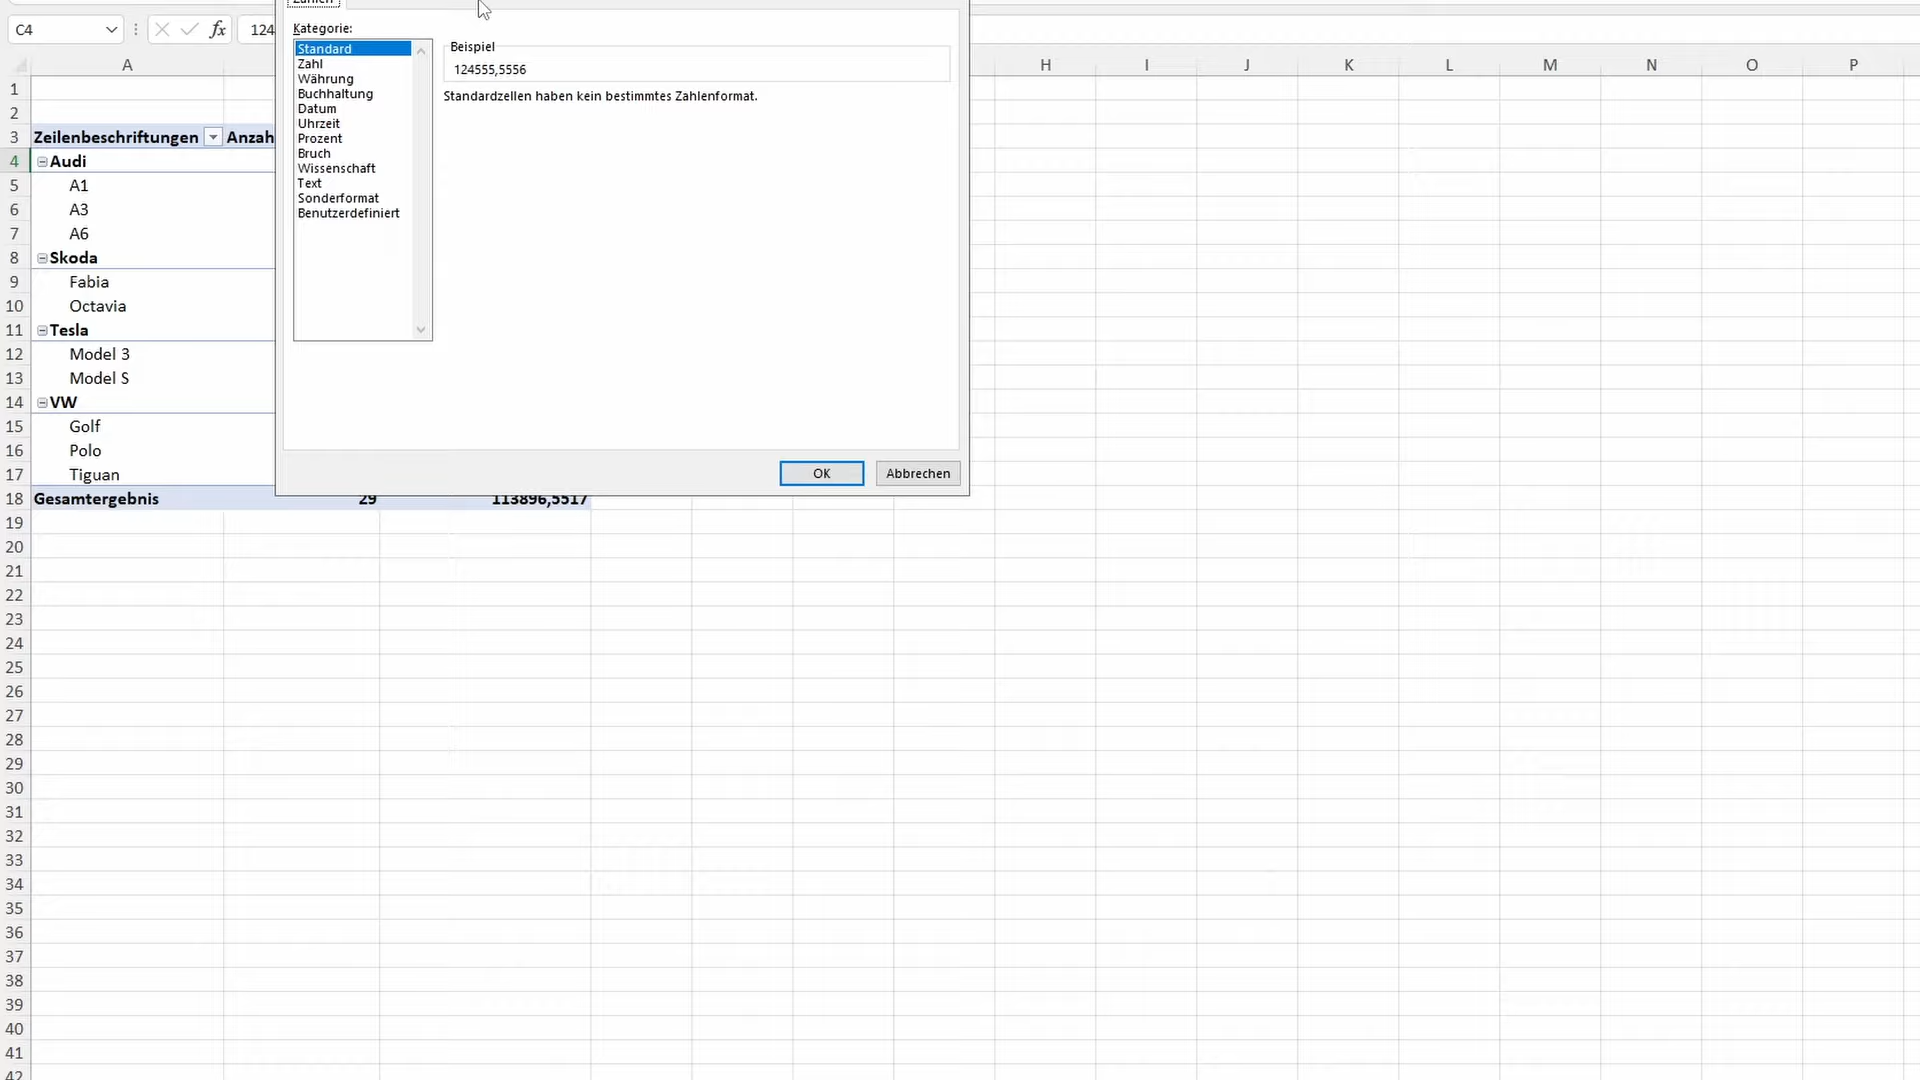 Zahlen
C4
fx
124
Kategorie:
Standard
Zahl
Währung
Buchhaltung
Datum
Uhrzeit
Prozent
Bruch
Wissenschaft
Text
Sonderformat
Benutzerdefiniert
Beispiel
124555,5556
Standardzellen haben kein bestimmtes Zahlenformat.
OK
Abbrechen
A H I J K L M N O P
1
2
3 Zeilenbeschriftungen Anzah
4 Audi
5 A1
6 A3
7 A6
8 Skoda
9 Fabia
10 Octavia
11 Tesla
12 Model 3
13 Model S
14 VW
15 Golf
16 Polo
17 Tiguan
18 Gesamtergebnis 29 113896,5517
19
20
21
22
23
24
25
26
27
28
29
30
31
32
33
34
35
36
37
38
39
40
41
42